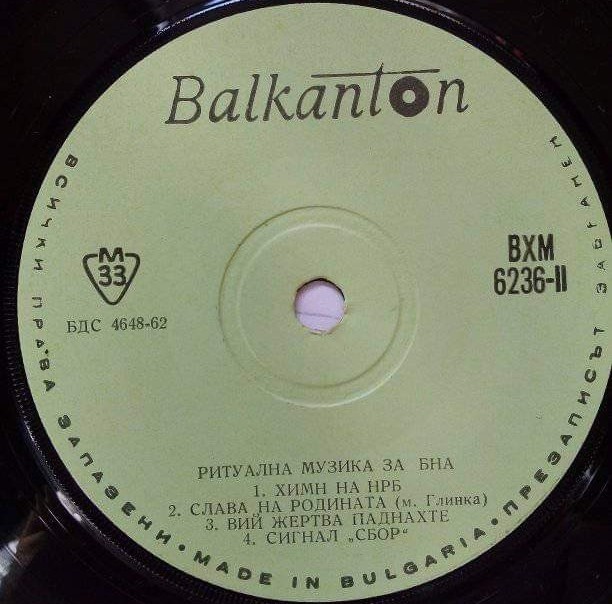 Balkanton
ВСИЧКИ ПРАВА ЗАПАЗЕНИ • MADE IN BULGARIA • ПРЕЗАПИСЪТ ЗАБРАНЕН
М
33
БДС 4648-62
ВХМ
6236-II
РИТУАЛНА МУЗИКА ЗА БНА
1. ХИМН НА НРБ
2. СЛАВА НА РОДИНАТА (м. Глинка)
3. ВИЙ ЖЕРТВА ПАДНАХТЕ
4. СИГНАЛ „СБОР“